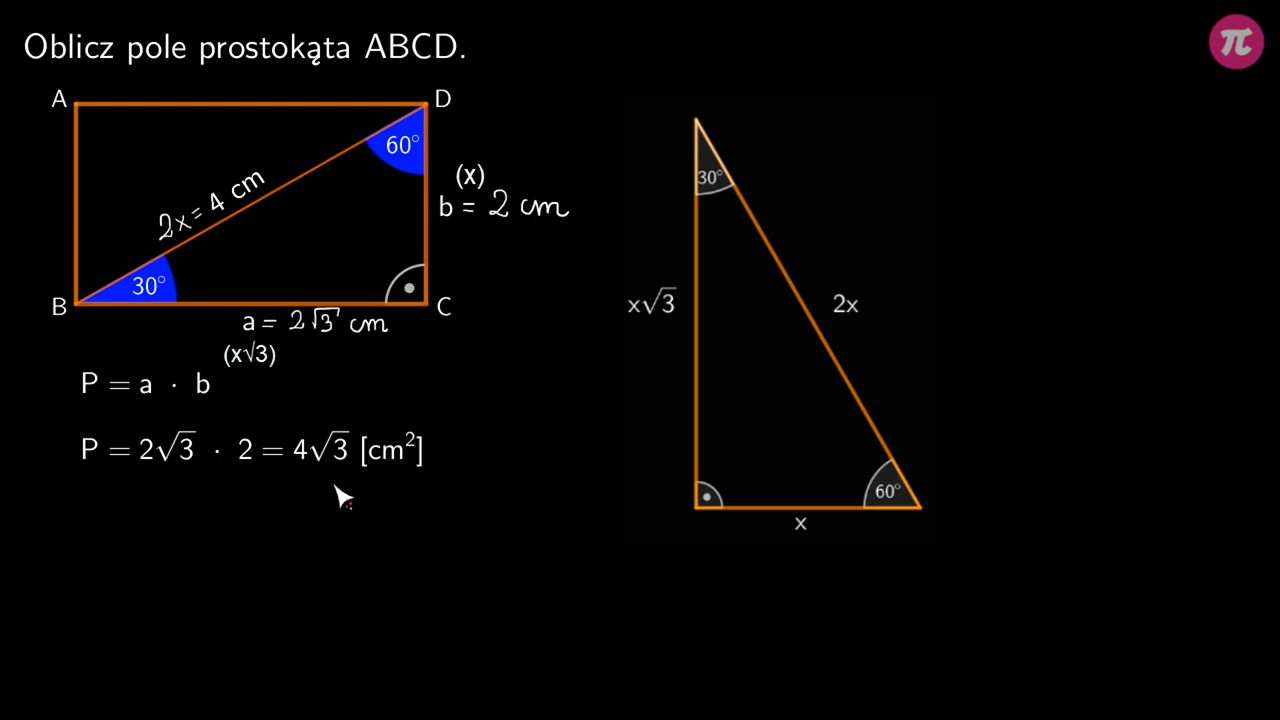 Oblicz pole prostokąta ABCD.
A
D
60°
2x = 4 cm
(x)
b = 2 cm
30°
B
C
a = 2√3 cm
(x√3)
P = a · b
P = 2√3 · 2 = 4√3 [cm²]
30°
x√3
2x
60°
x
π